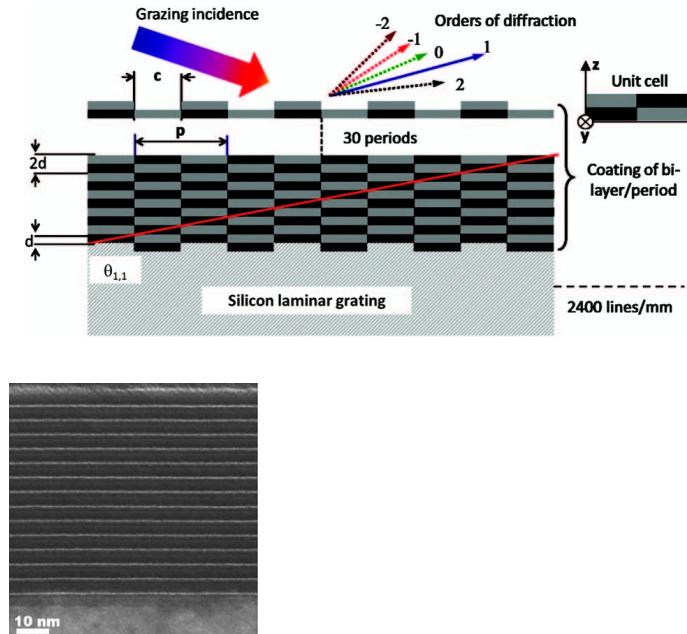 Grazing incidence
Orders of diffraction
-2
-1
0
1
2
c
z
Unit cell
y
p
30 periods
2d
Coating of bi-
layer/period
d
θ1,1
Silicon laminar grating
2400 lines/mm
10 nm